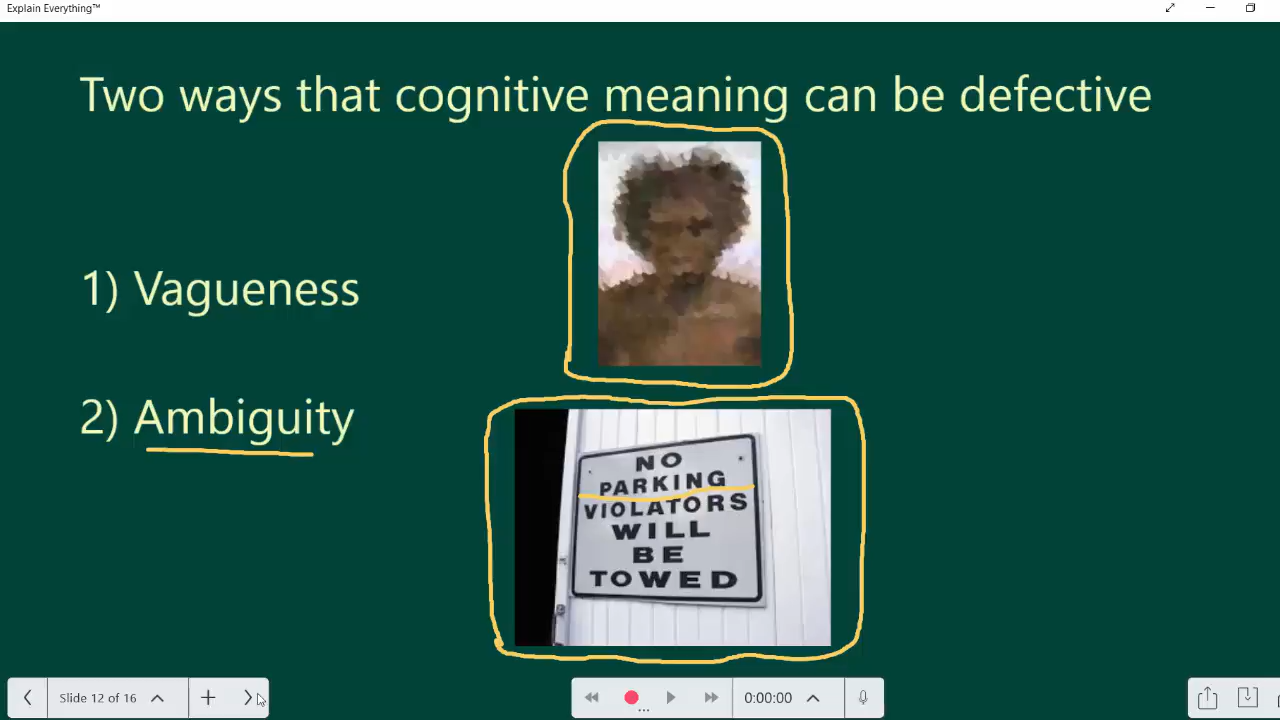 Explain Everything™
Two ways that cognitive meaning can be defective
1) Vagueness
2) Ambiguity
NO
PARKING
VIOLATORS
WILL
BE
TOWED
Slide 12 of 16
0:00:00